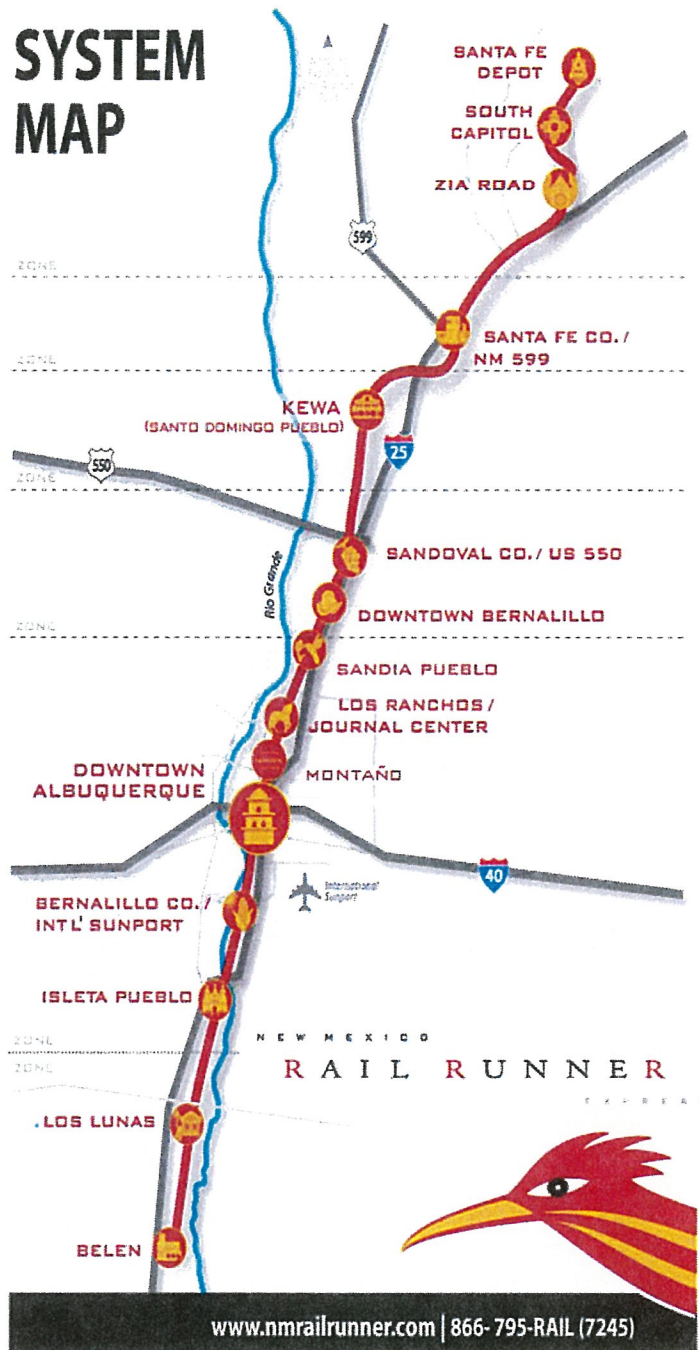 SYSTEM
MAP
SANTA FE
DEPOT
SOUTH
CAPITOL
ZIA ROAD
599
ZONE
SANTA FE CO./
NM 599
ZONE
KEWA
(SANTO DOMINGO PUEBLO)
25
550
ZONE
SANDOVAL CO./ US 550
Rio Grande
DOWNTOWN BERNALILLO
ZONE
SANDIA PUEBLO
LOS RANCHOS/
JOURNAL CENTER
MONTAÑO
DOWNTOWN
ALBUQUERQUE
40
International
Sunport
BERNALILLO CO./
INTL' SUNPORT
ISLETA PUEBLO
NEW MEXICO
ZONE
RAIL RUNNER
ZONE
.LOS LUNAS
BELEN
www.nmrailrunner.com | 866-795-RAIL (7245)